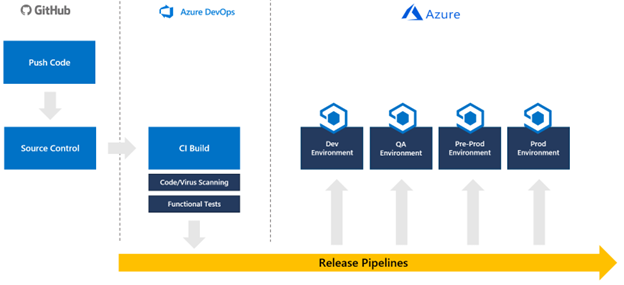 GitHub
Azure DevOps
Azure
Push Code
Source Control
CI Build
Code/Virus Scanning
Functional Tests
Dev
Environment
QA
Environment
Pre-Prod
Environment
Prod
Environment
Release Pipelines